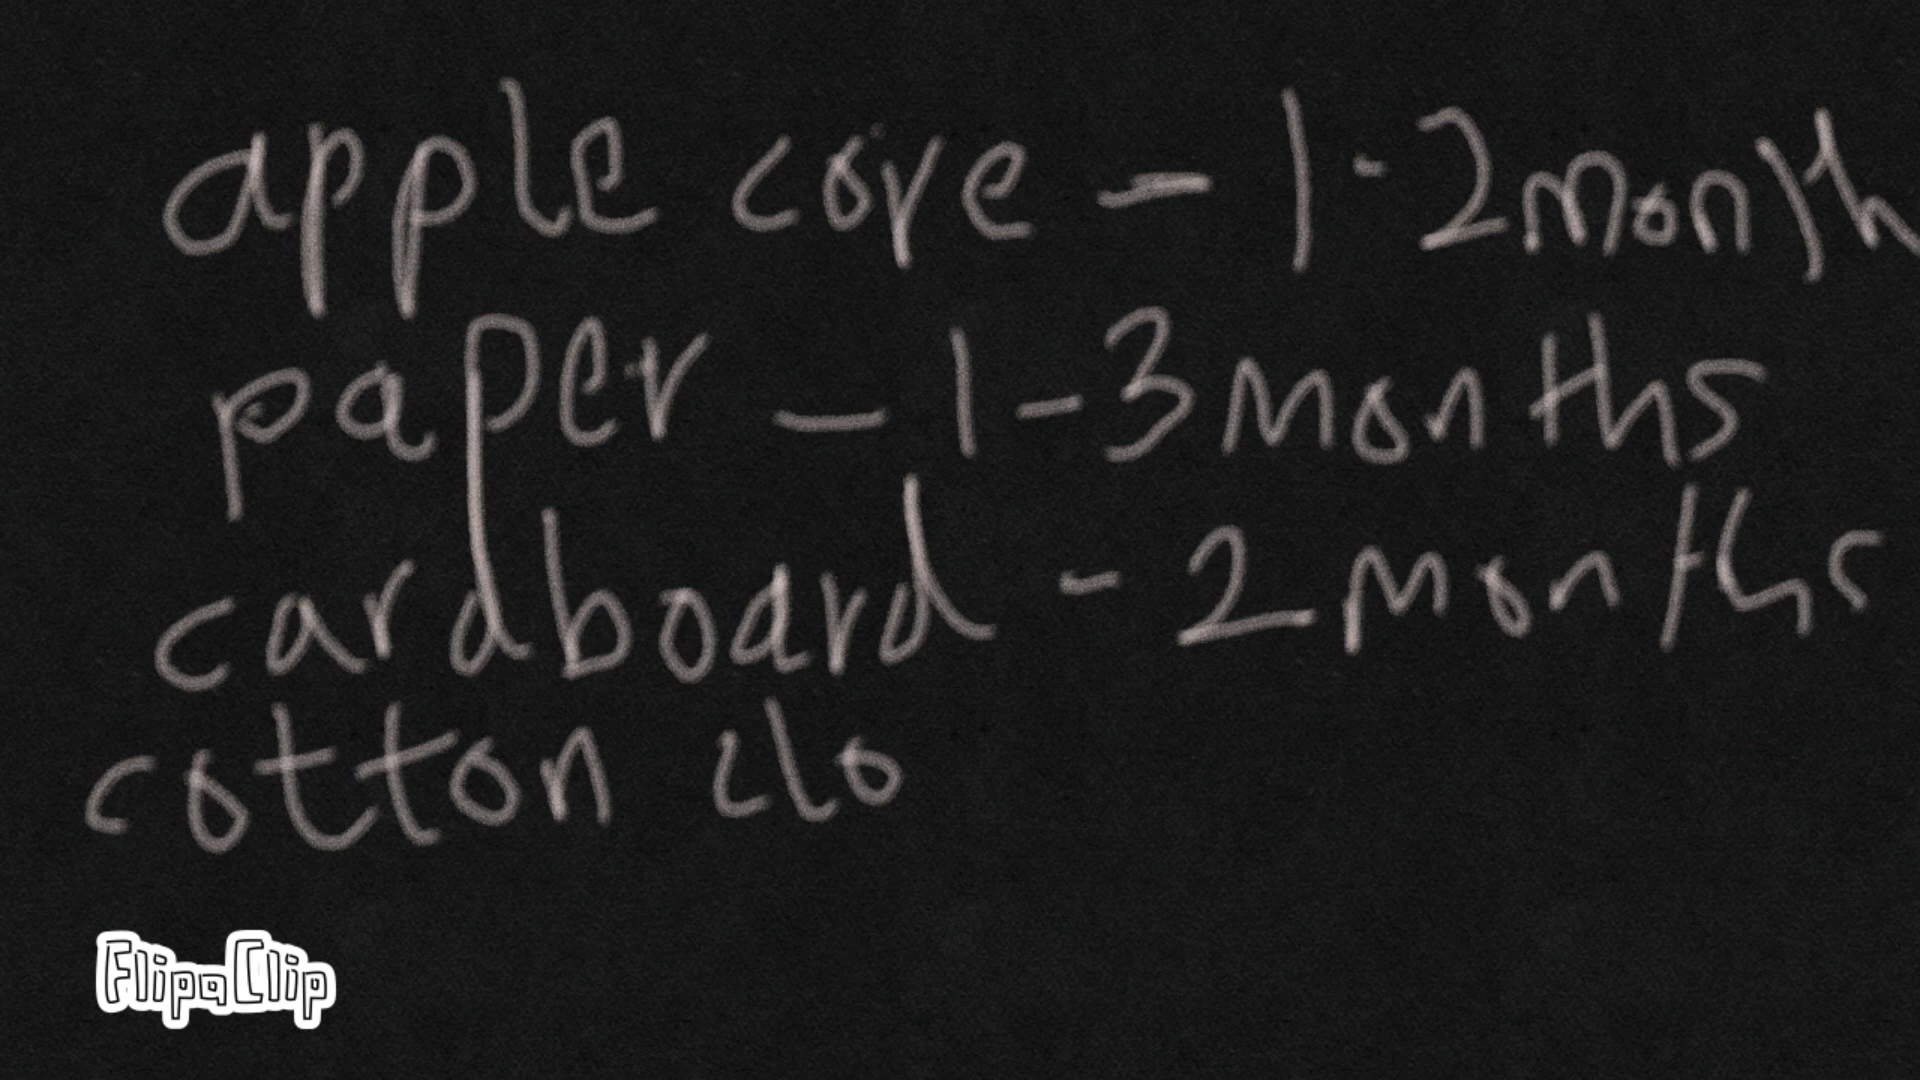 apple core - 1-2 month
paper - 1-3 months
cardboard - 2 months
cotton clo
FlipaClip